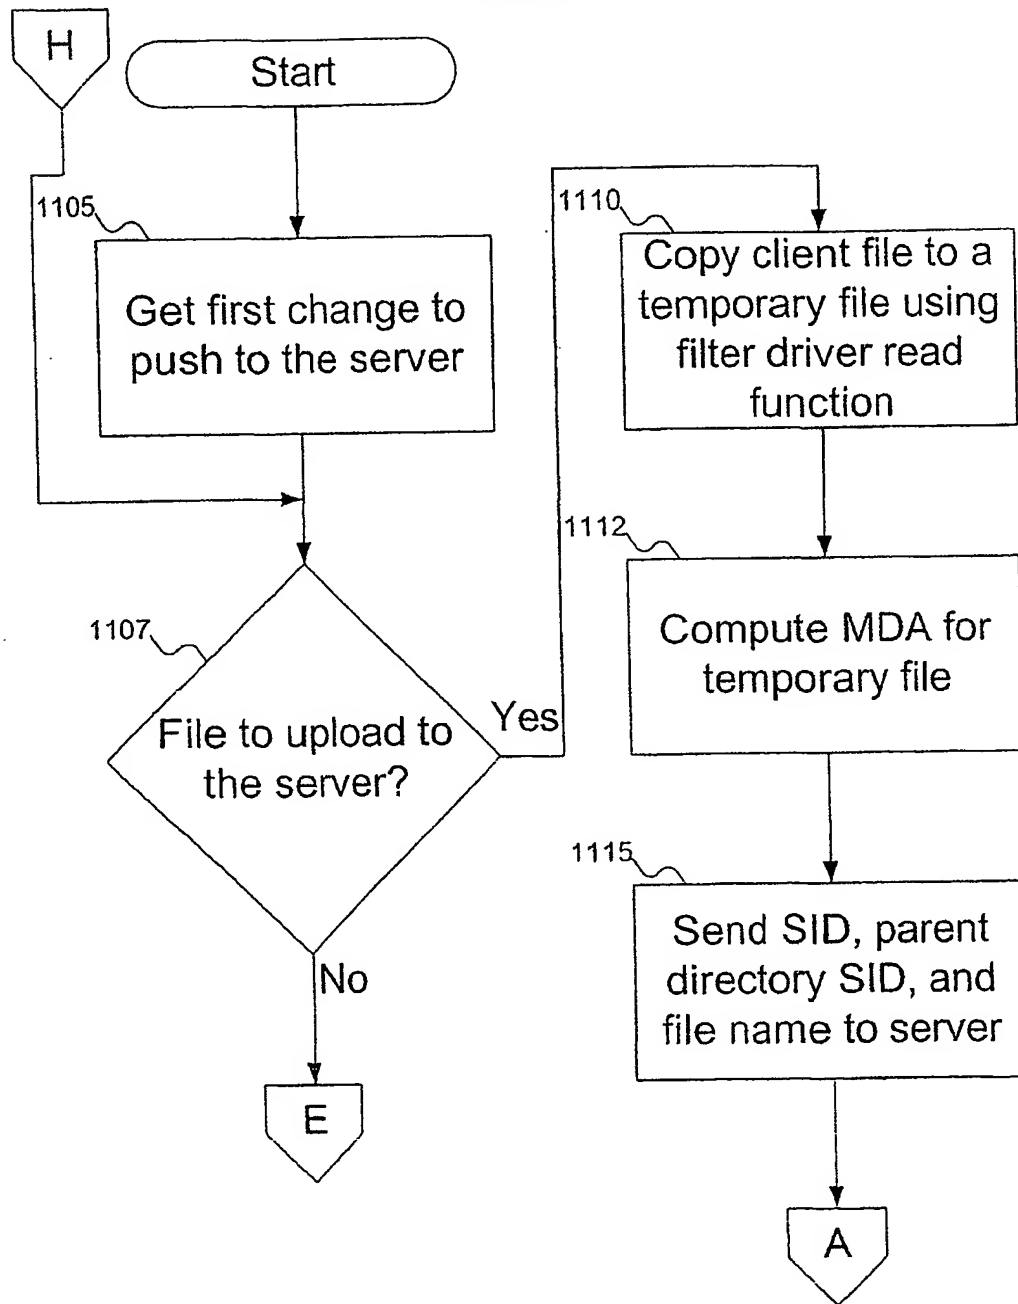 H
Start
1105
Get first change to
push to the server
1107
File to upload to
the server?
Yes
No
E
1110
Copy client file to a
temporary file using
filter driver read
function
1112
Compute MDA for
temporary file
1115
Send SID, parent
directory SID, and
file name to server
A